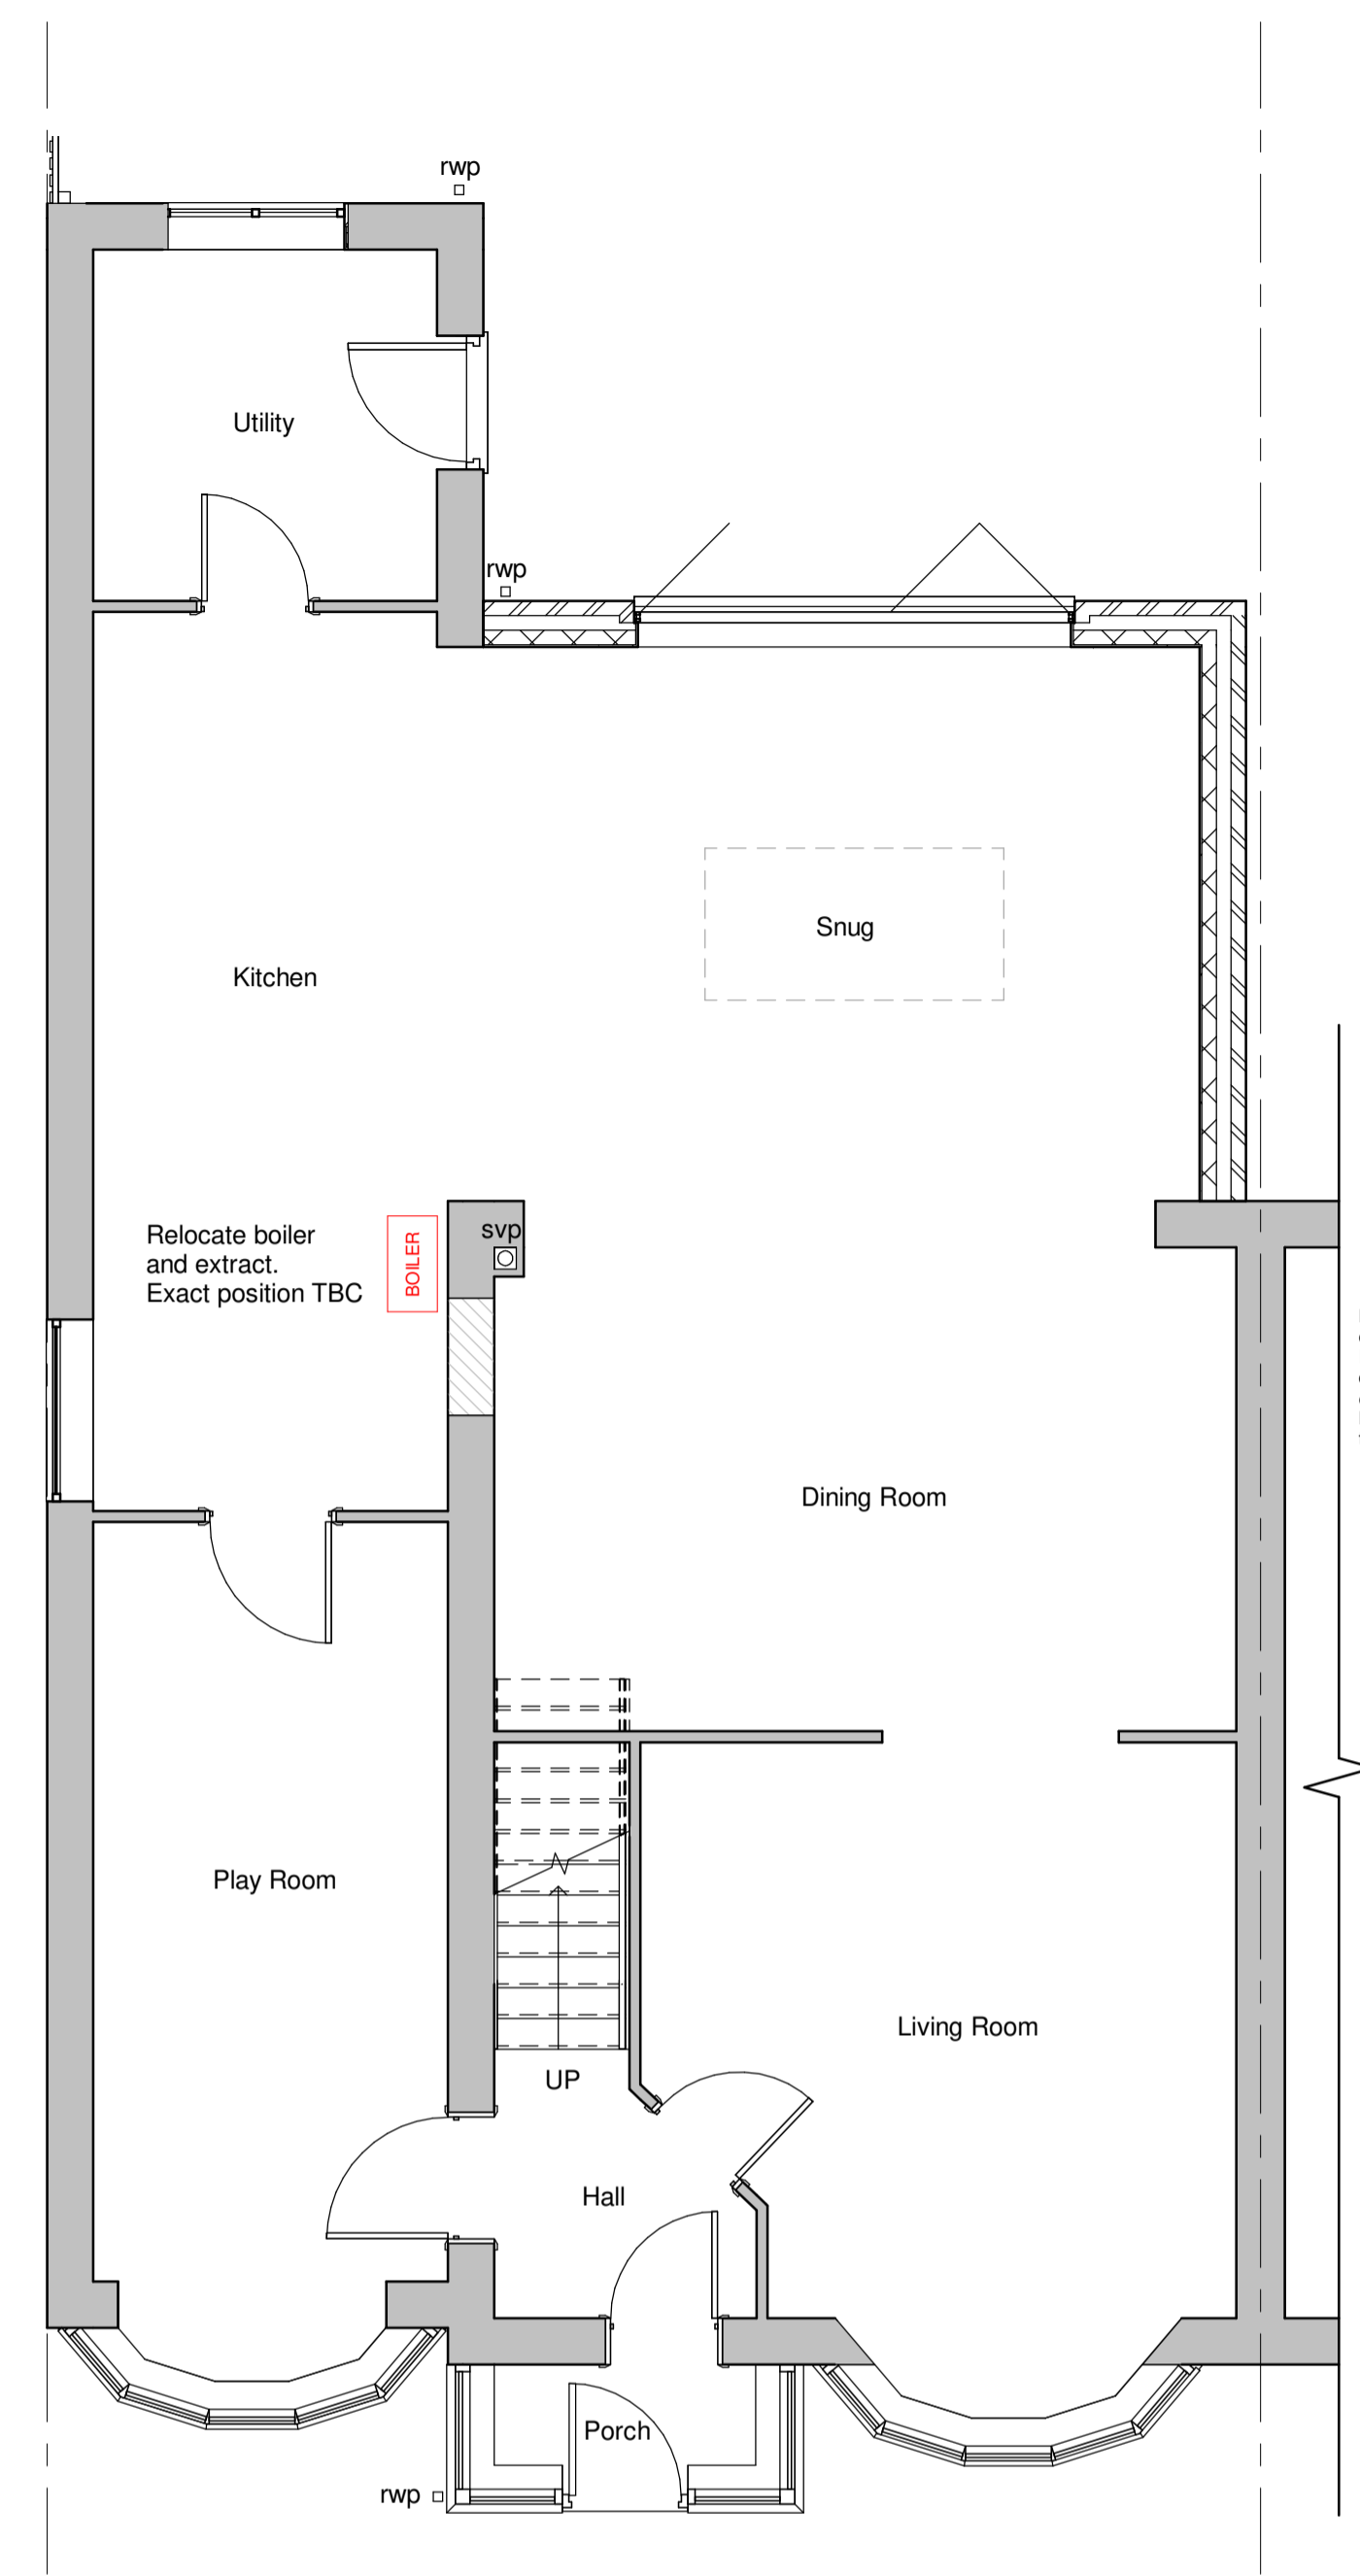 rwp
Utility
rwp
Snug
Kitchen
svp
Relocate boiler
and extract.
Exact position TBC
BOILER
Dining Room
Play Room
Living Room
UP
Hall
Porch
rwp